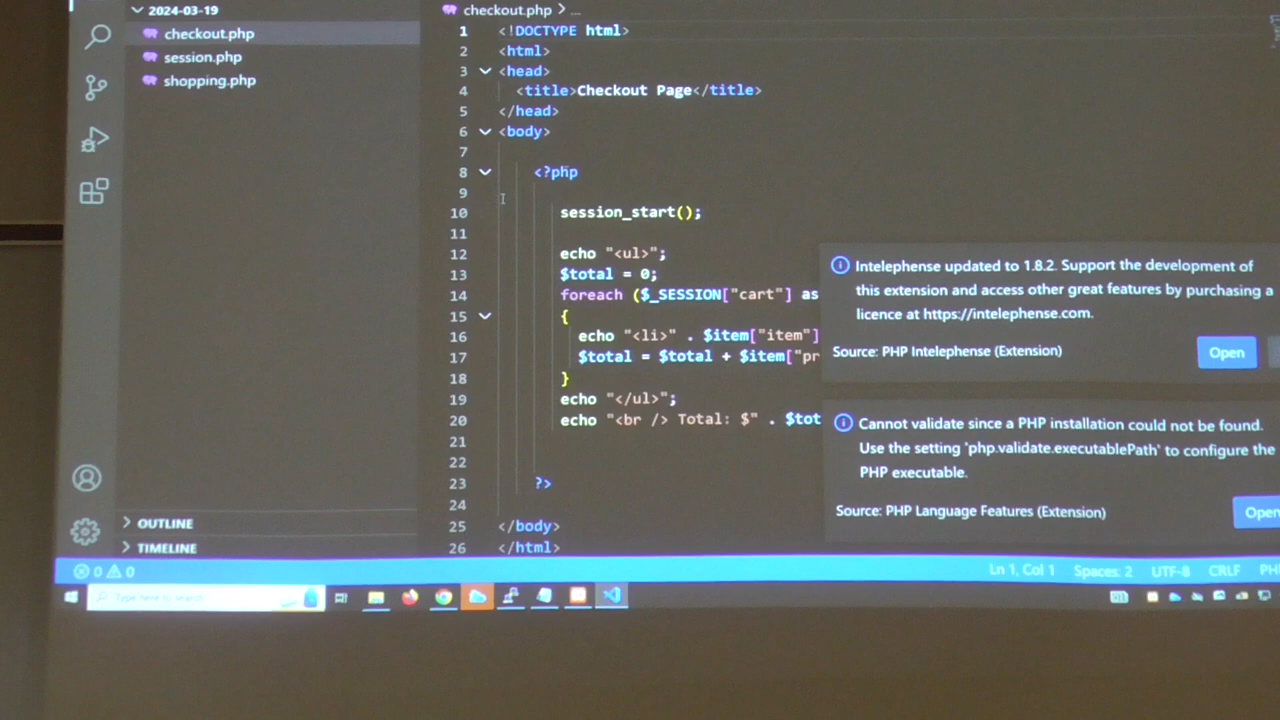 2024-03-19
checkout.php
session.php
shopping.php
OUTLINE
TIMELINE
checkout.php > ...
1 <!DOCTYPE html>
2 <html>
3 <head>
4 <title>Checkout Page</title>
5 </head>
6 <body>
7
8 <?php
9
10 session_start();
11
12 echo "<ul>";
13 $total = 0;
14 foreach ($_SESSION["cart"] as
15 {
16 echo "<li>" . $item["item"]
17 $total = $total + $item["pr
18 }
19 echo "</ul>";
20 echo "<br /> Total: $" . $tot
21
22
23 ?>
24
25 </body>
26 </html>
Intelephense updated to 1.8.2. Support the development of
this extension and access other great features by purchasing a
licence at https://intelephense.com.
Source: PHP Intelephense (Extension)
Open
Cannot validate since a PHP installation could not be found.
Use the setting 'php.validate.executablePath' to configure the
PHP executable.
Source: PHP Language Features (Extension)
Open
0 0
Ln 1, Col 1 Spaces: 2 UTF-8 CRLF PH
Type here to search